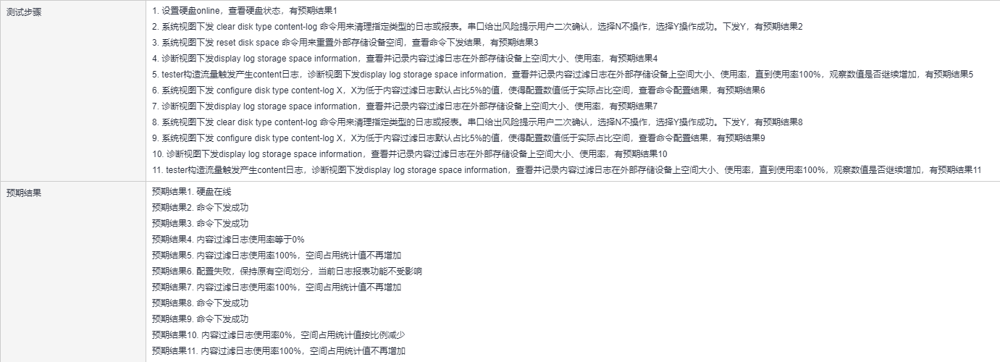 测试步骤
1. 设置硬盘online，查看硬盘状态，有预期结果1
2. 系统视图下发 clear disk type content-log 命令用来清理指定类型的日志或报表。串口给出风险提示用户二次确认，选择N不操作，选择Y操作成功。下发Y，有预期结果2
3. 系统视图下发 reset disk space 命令用来重置外部存储设备空间，查看命令下发结果，有预期结果3
4. 诊断视图下发display log storage space information，查看并记录内容过滤日志在外部存储设备上空间大小、使用率，有预期结果4
5. tester构造流量触发产生content日志，诊断视图下发display log storage space information，查看并记录内容过滤日志在外部存储设备上空间大小、使用率，直到使用率100%，观察数值是否继续增加，有预期结果5
6. 系统视图下发 configure disk type content-log X，X为低于内容过滤日志默认占比5%的值，使得配置数值低于实际占比空间，查看命令配置结果，有预期结果6
7. 诊断视图下发display log storage space information，查看并记录内容过滤日志在外部存储设备上空间大小、使用率，有预期结果7
8. 系统视图下发 clear disk type content-log 命令用来清理指定类型的日志或报表。串口给出风险提示用户二次确认，选择N不操作，选择Y操作成功。下发Y，有预期结果8
9. 系统视图下发 configure disk type content-log X，X为低于内容过滤日志默认占比5%的值，使得配置数值低于实际占比空间，查看命令配置结果，有预期结果9
10. 诊断视图下发display log storage space information，查看并记录内容过滤日志在外部存储设备上空间大小、使用率，有预期结果10
11. tester构造流量触发产生content日志，诊断视图下发display log storage space information，查看并记录内容过滤日志在外部存储设备上空间大小、使用率，直到使用率100%，观察数值是否继续增加，有预期结果11
预期结果
预期结果1. 硬盘在线
预期结果2. 命令下发成功
预期结果3. 命令下发成功
预期结果4. 内容过滤日志使用率等于0%
预期结果5. 内容过滤日志使用率100%，空间占用统计值不再增加
预期结果6. 配置失败，保持原有空间划分，当前日志报表功能不受影响
预期结果7. 内容过滤日志使用率100%，空间占用统计值不再增加
预期结果8. 命令下发成功
预期结果9. 命令下发成功
预期结果10. 内容过滤日志使用率0%，空间占用统计值按比例减少
预期结果11. 内容过滤日志使用率100%，空间占用统计值不再增加